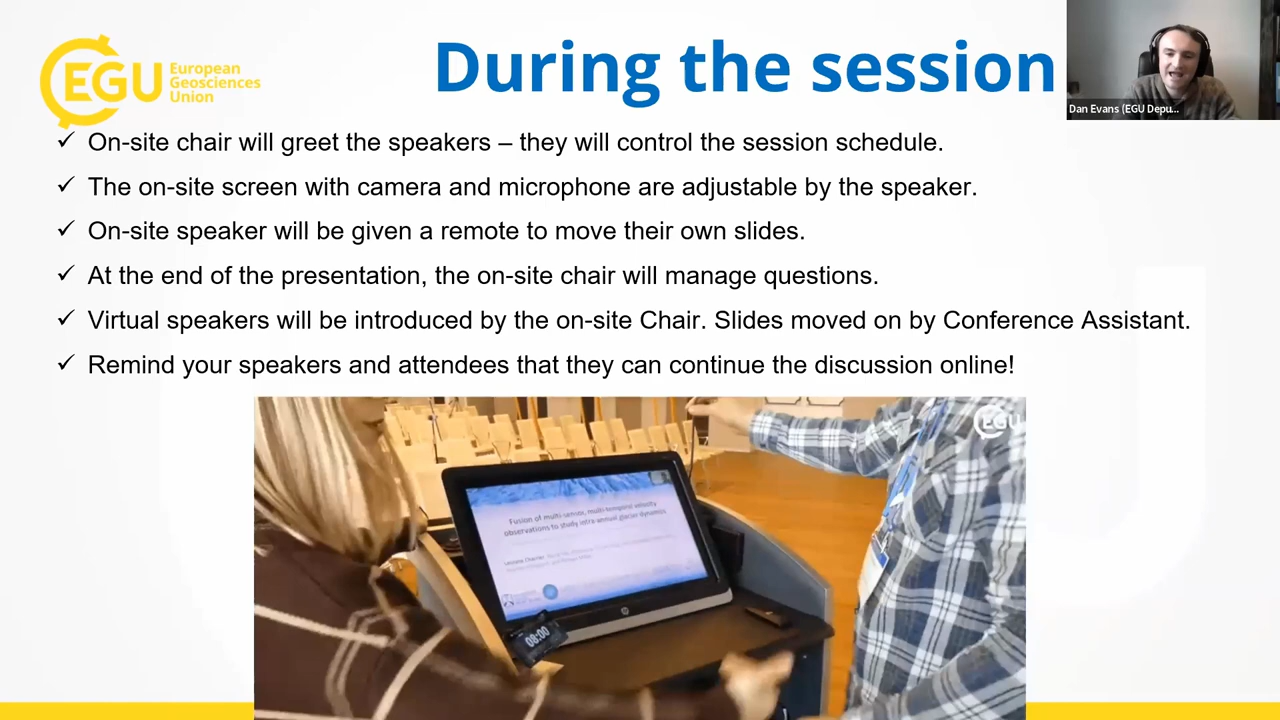 EGU
European
Geosciences
Union
During the session
Dan Evans (EGU Depu...
✓ On-site chair will greet the speakers – they will control the session schedule.
✓ The on-site screen with camera and microphone are adjustable by the speaker.
✓ On-site speaker will be given a remote to move their own slides.
✓ At the end of the presentation, the on-site chair will manage questions.
✓ Virtual speakers will be introduced by the on-site Chair. Slides moved on by Conference Assistant.
✓ Remind your speakers and attendees that they can continue the discussion online!
EGU
Fusion of multi-sensor, multi-temporal velocity
observations to study intra-annual glacier dynamics
08:00